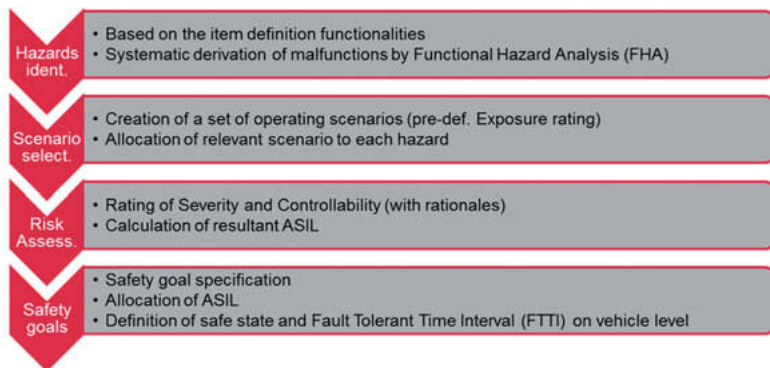 Hazards
ident.
• Based on the item definition functionalities
• Systematic derivation of malfunctions by Functional Hazard Analysis (FHA)
Scenario
select.
• Creation of a set of operating scenarios (pre-def. Exposure rating)
• Allocation of relevant scenario to each hazard
Risk
Assess.
• Rating of Severity and Controllability (with rationales)
• Calculation of resultant ASIL
Safety
goals
• Safety goal specification
• Allocation of ASIL
• Definition of safe state and Fault Tolerant Time Interval (FTTI) on vehicle level